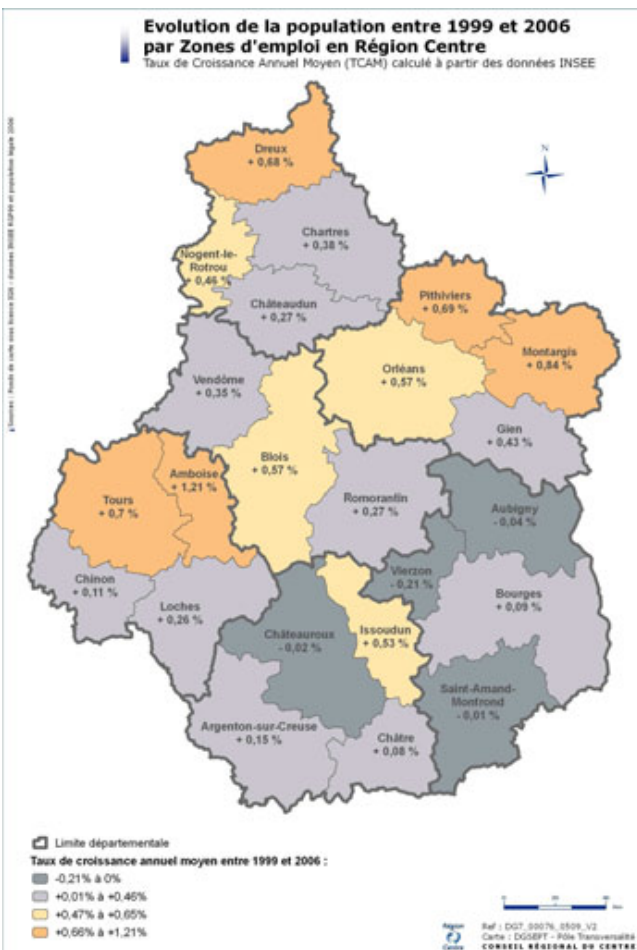 Evolution de la population entre 1999 et 2006
par Zones d'emploi en Région Centre
Taux de Croissance Annuel Moyen (TCAM) calculé à partir des données INSEE
N
Dreux
+ 0,68 %
Chartres
+ 0,38 %
Nogent-le-
Rotrou
+ 0,46 %
Châteaudun
+ 0,27 %
Pithiviers
+ 0,69 %
Montargis
+ 0,84 %
Orléans
+ 0,57 %
Vendôme
+ 0,35 %
Gien
+ 0,43 %
Blois
+ 0,57 %
Amboise
+ 1,21 %
Tours
+ 0,7 %
Romorantin
+ 0,27 %
Aubigny
- 0,04 %
Vierzon
- 0,21 %
Chinon
+ 0,11 %
Loches
+ 0,26 %
Bourges
+ 0,09 %
Châteauroux
- 0,02 %
Issoudun
+ 0,53 %
Saint-Amand-
Montrond
- 0,01 %
Argenton-sur-Creuse
+ 0,15 %
Châtre
+ 0,08 %
Limite départementale
Taux de croissance annuel moyen entre 1999 et 2006 :
-0,21% à 0%
+0,01% à +0,46%
+0,47% à +0,65%
+0,66% à +1,21%
Région
Centre
Ref : DG7_00076_0509_V2
Carte : DGSEPT - Pôle Transversalité
CONSEIL RÉGIONAL DU CENTRE